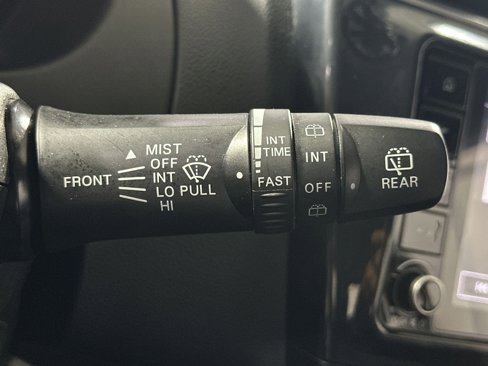 FRONT
MIST
OFF
INT
LO PULL
HI
INT
TIME
FAST
INT
OFF
REAR